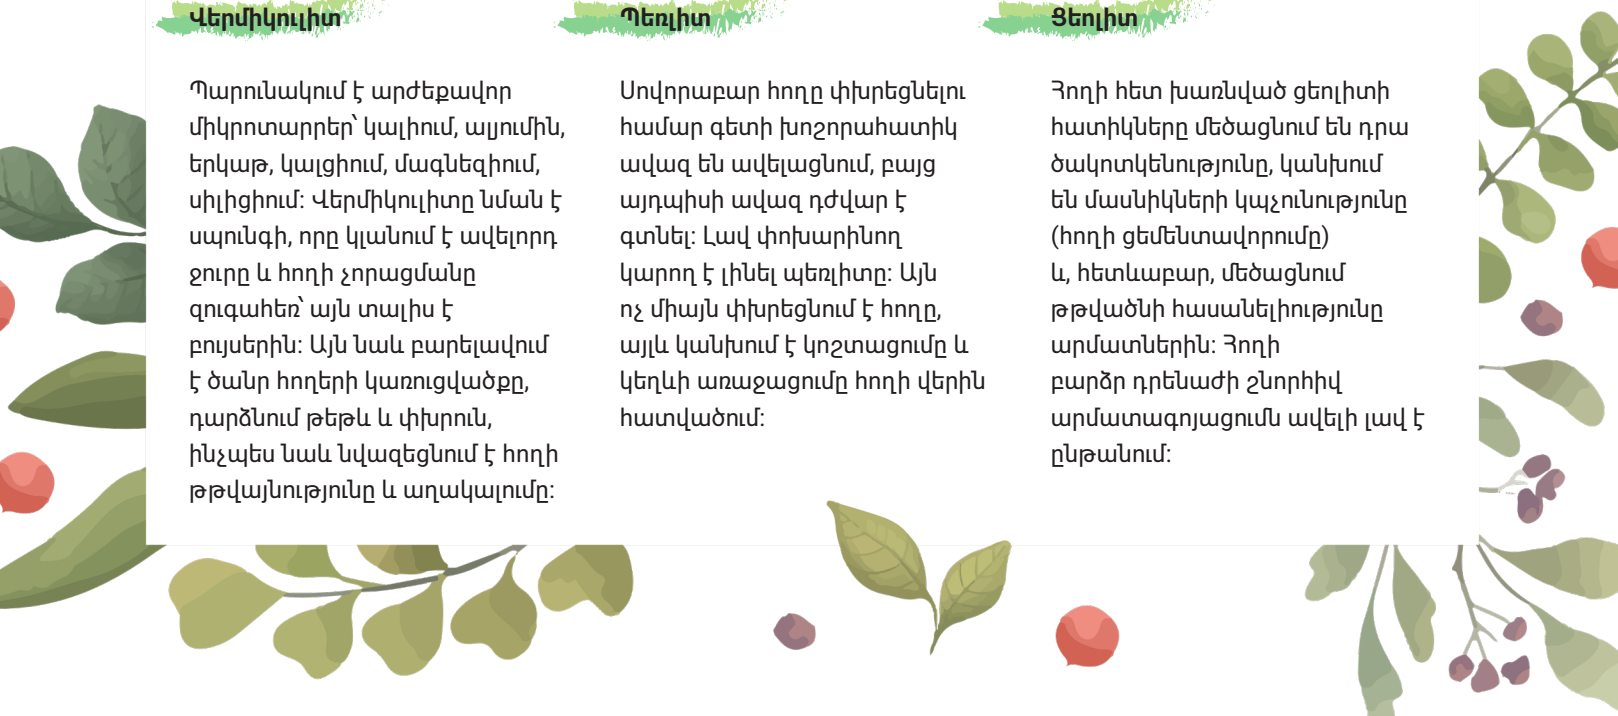 Վերմիկուլիտ
Պարունակում է արժեքավոր
միկրոտարրեր՝ կալիում, ալյումին,
երկաթ, կալցիում, մագնեզիում,
սիլիցիում: Վերմիկուլիտը նման է
սպունգի, որը կլանում է ավելորդ
ջուրը և հողի չորացմանը
զուգահեռ՝ այն տալիս է
բույսերին: Այն նաև բարելավում
է ծանր հողերի կառուցվածքը,
դարձնում թեթև և փխրուն,
ինչպես նաև նվազեցնում է հողի
թթվայնությունը և աղակալումը:
Պեռլիտ
Սովորաբար հողը փխրեցնելու
համար գետի խոշորահատիկ
ավազ են ավելացնում, բայց
այդպիսի ավազ դժվար է
գտնել: Լավ փոխարինող
կարող է լինել պեռլիտը: Այն
ոչ միայն փխրեցնում է հողը,
այլև կանխում է կոշտացումը և
կեղևի առաջացումը հողի վերին
հատվածում:
Ցեոլիտ
Հողի հետ խառնված ցեոլիտի
հատիկները մեծացնում են դրա
ծակոտկենությունը, կանխում
են մասնիկների կպչունությունը
(հողի ցեմենտավորումը)
և, հետևաբար, մեծացնում
թթվածնի հասանելիությունը
արմատներին: Հողի
բարձր դրենաժի շնորհիվ
արմատագոյացումն ավելի լավ է
ընթանում: